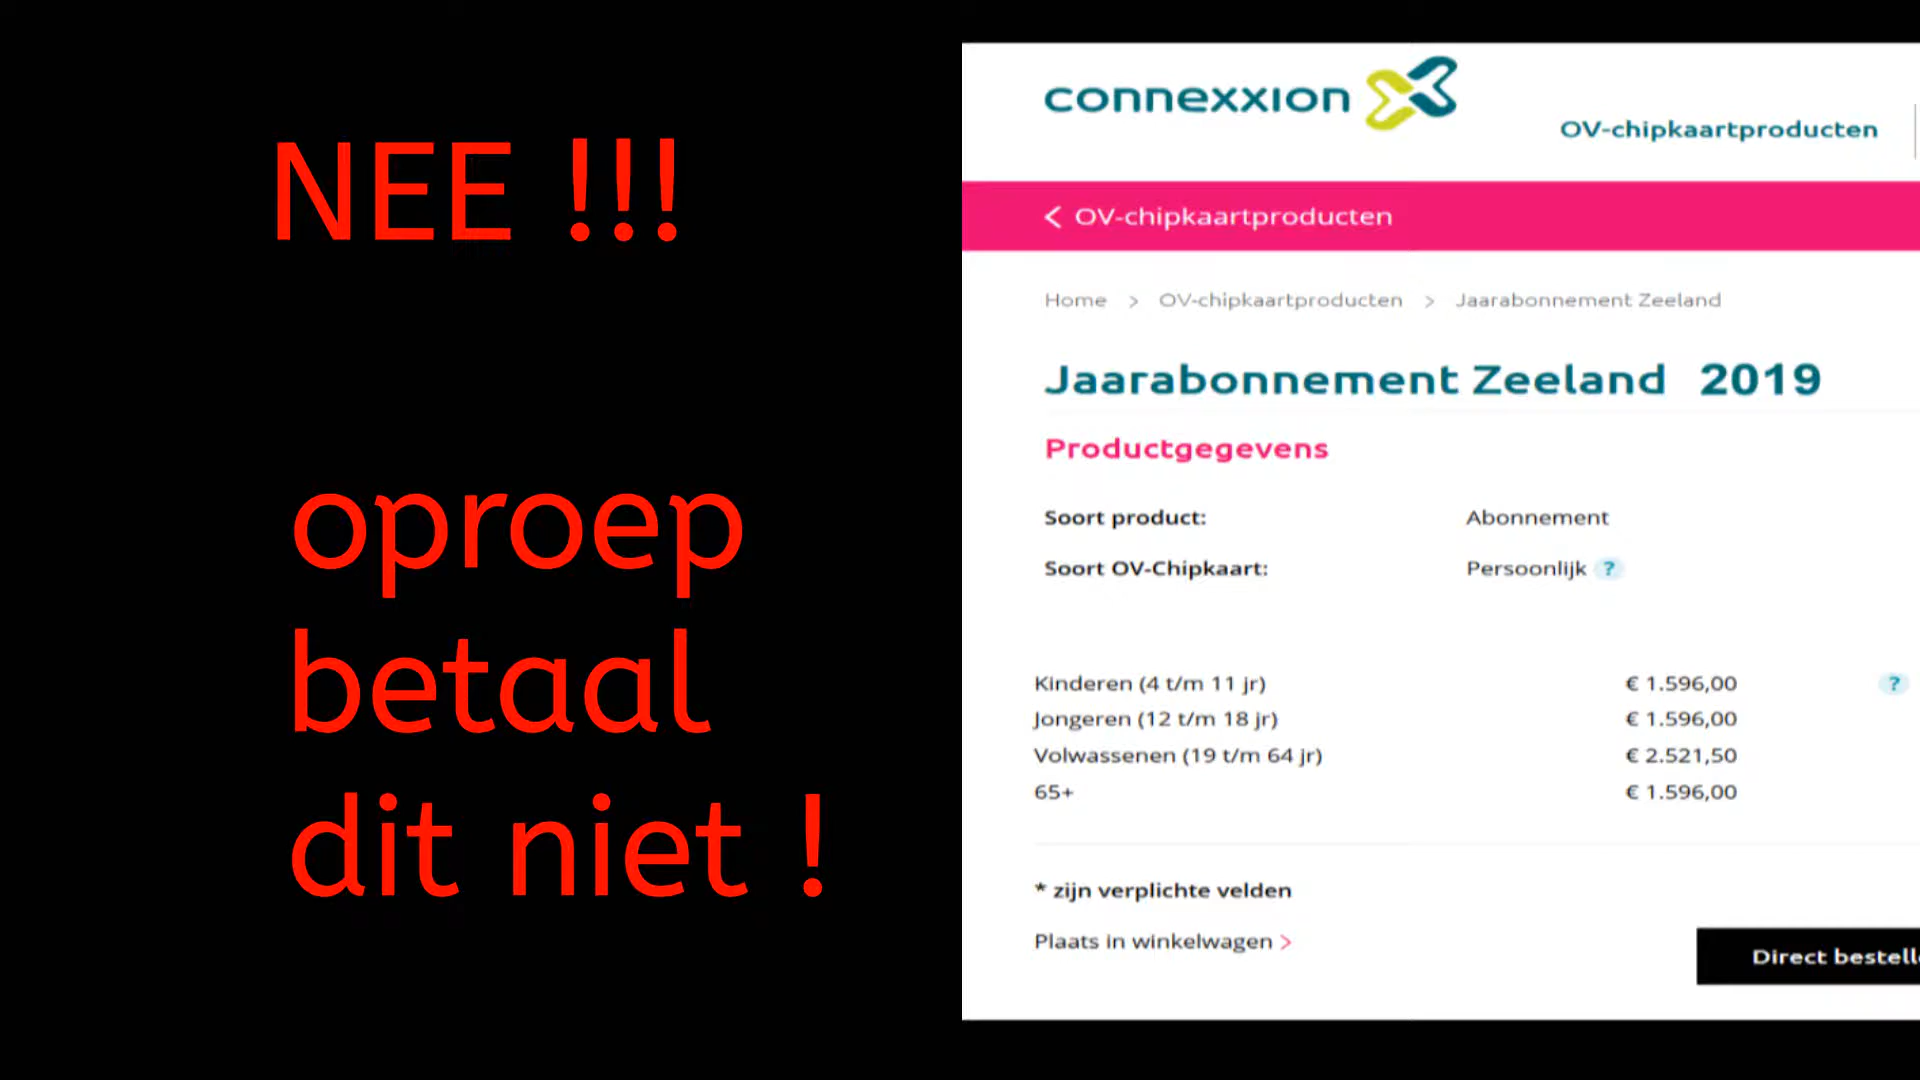 NEE !!!
oproep
betaal
dit niet !
connexxion
OV-chipkaartproducten
< OV-chipkaartproducten
Home > OV-chipkaartproducten > Jaarabonnement Zeeland
Jaarabonnement Zeeland 2019
Productgegevens
Soort product: Abonnement
Soort OV-Chipkaart: Persoonlijk ?
Kinderen (4 t/m 11 jr) € 1.596,00 ?
Jongeren (12 t/m 18 jr) € 1.596,00
Volwassenen (19 t/m 64 jr) € 2.521,50
65+ € 1.596,00
* zijn verplichte velden
Plaats in winkelwagen >
Direct bestell